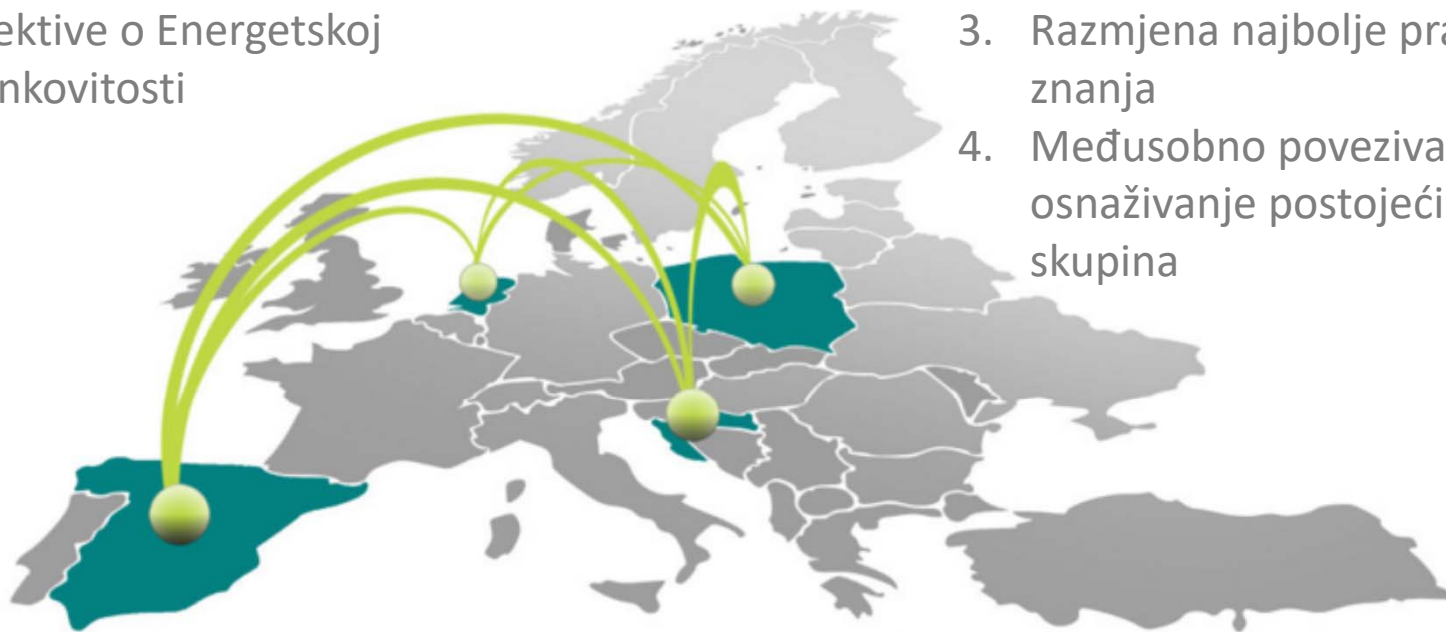 ektive o Energetskoj
nkovitosti
3. Razmjena najbolje pra
znanja
4. Međusobno poveziva
osnaživanje postojeći
skupina